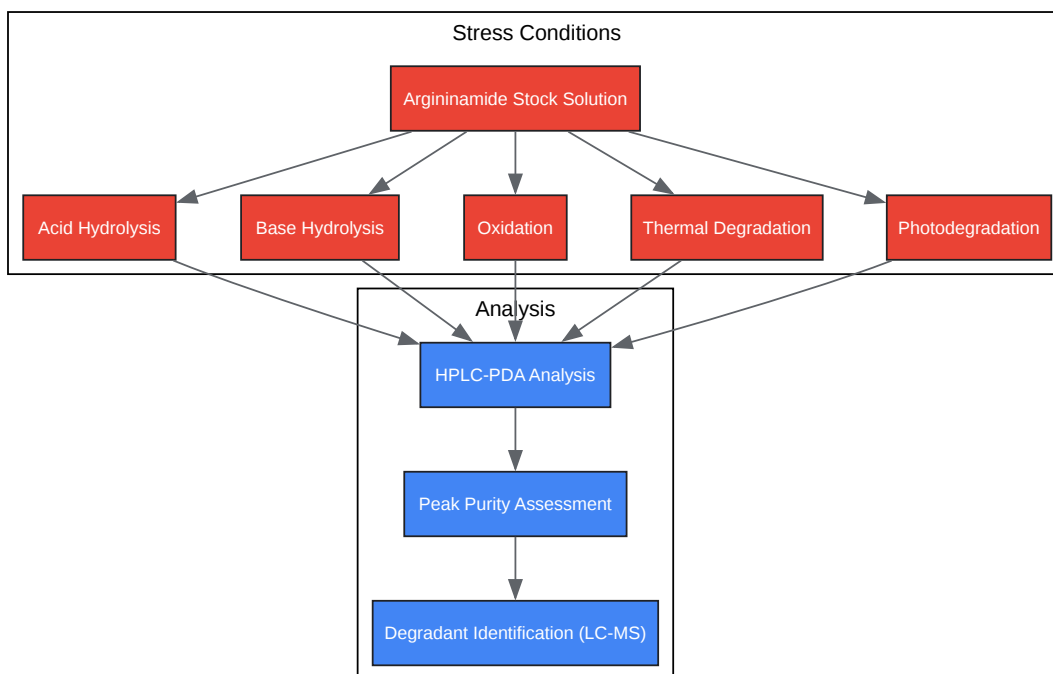 Stress Conditions
Argininamide Stock Solution
Acid Hydrolysis
Base Hydrolysis
Oxidation
Thermal Degradation
Photodegradation
Analysis
HPLC-PDA Analysis
Peak Purity Assessment
Degradant Identification (LC-MS)